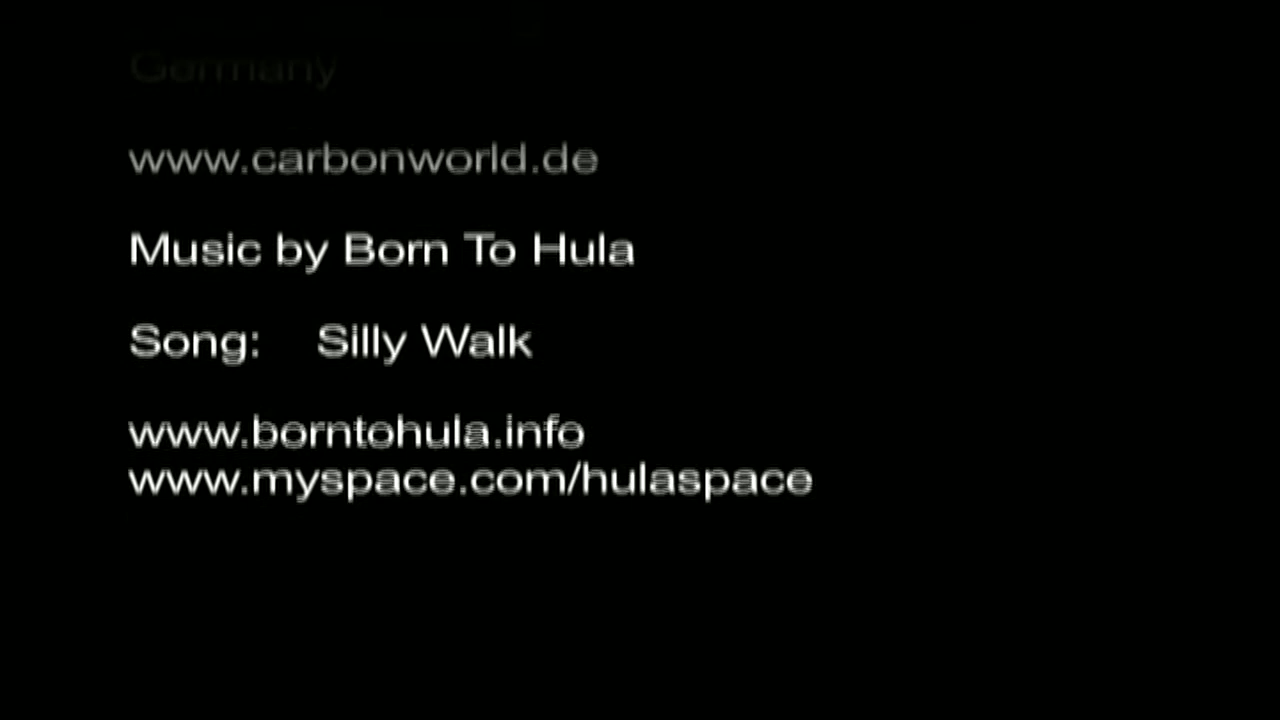 Germany
www.carbonworld.de
Music by Born To Hula
Song: Silly Walk
www.borntohula.info
www.myspace.com/hulaspace